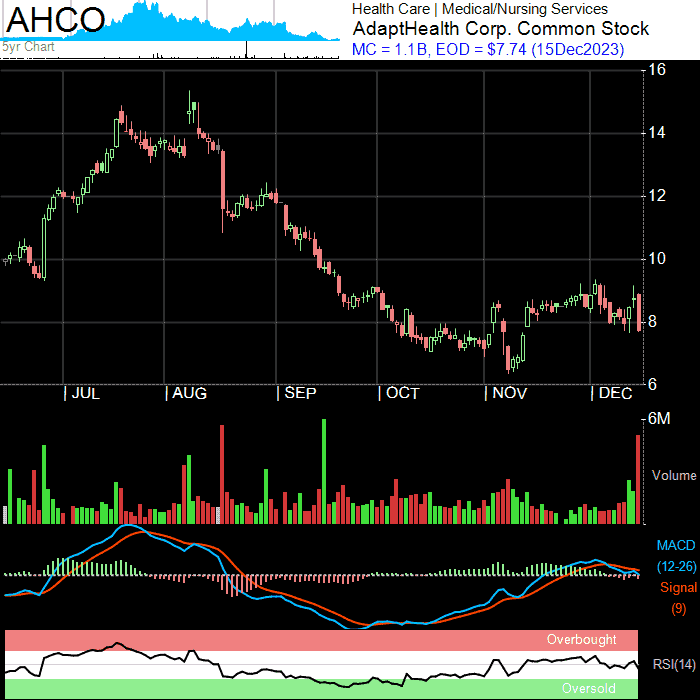 AHCO
5yr Chart
Health Care | Medical/Nursing Services
AdaptHealth Corp. Common Stock
MC = 1.1B, EOD = $7.74 (15Dec2023)
16
14
12
10
8
6
| JUL | AUG | SEP | OCT | NOV | DEC
6M
Volume
MACD
(12-26)
Signal
(9)
Overbought
RSI(14)
Oversold